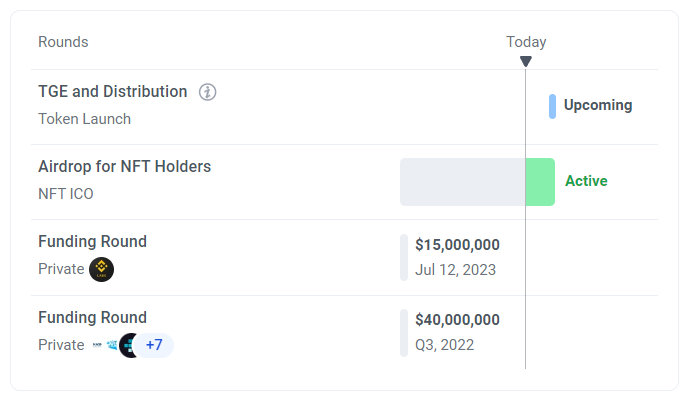 Rounds
Today
TGE and Distribution
Token Launch
Upcoming
Airdrop for NFT Holders
NFT ICO
Active
Funding Round
Private
$15,000,000
Jul 12, 2023
Funding Round
Private +7
$40,000,000
Q3, 2022